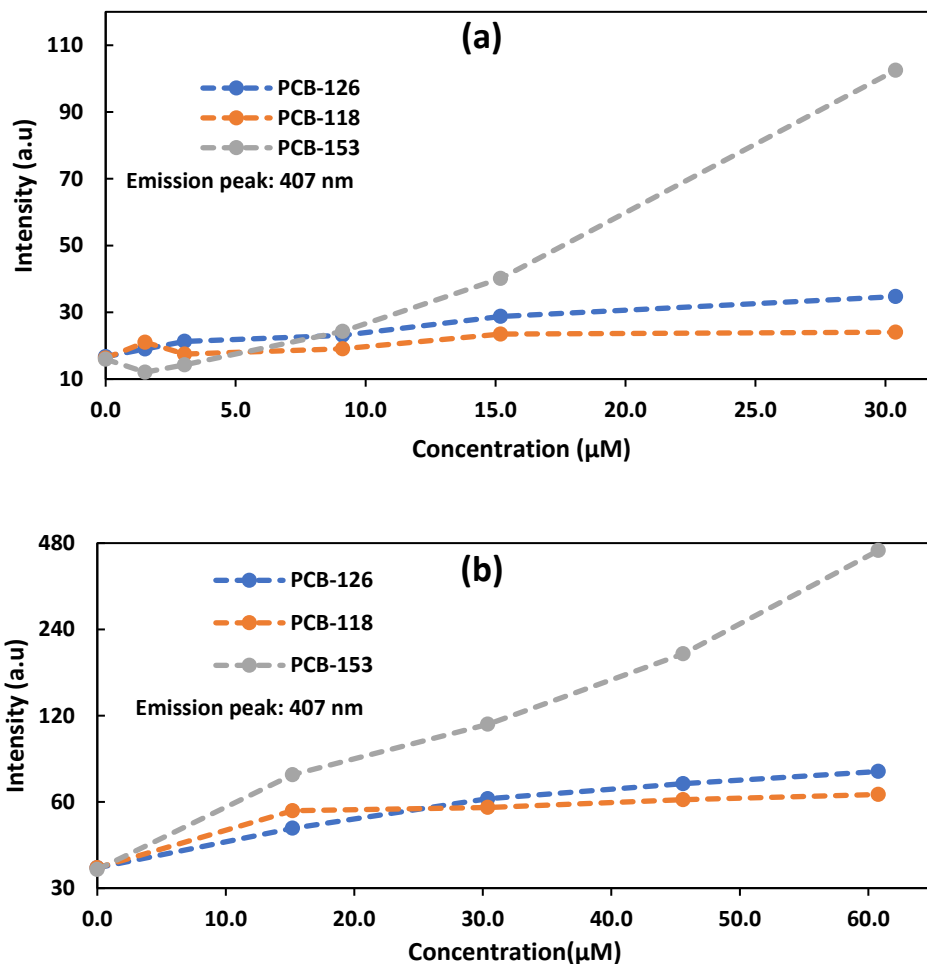 (a)
110
90
70
50
30
10
Intensity (a.u)
PCB-126
PCB-118
PCB-153
Emission peak: 407 nm
0.0 5.0 10.0 15.0 20.0 25.0 30.0
Concentration (µM)
(b)
480
240
120
60
30
Intensity (a.u)
PCB-126
PCB-118
PCB-153
Emission peak: 407 nm
0.0 10.0 20.0 30.0 40.0 50.0 60.0
Concentration(µM)